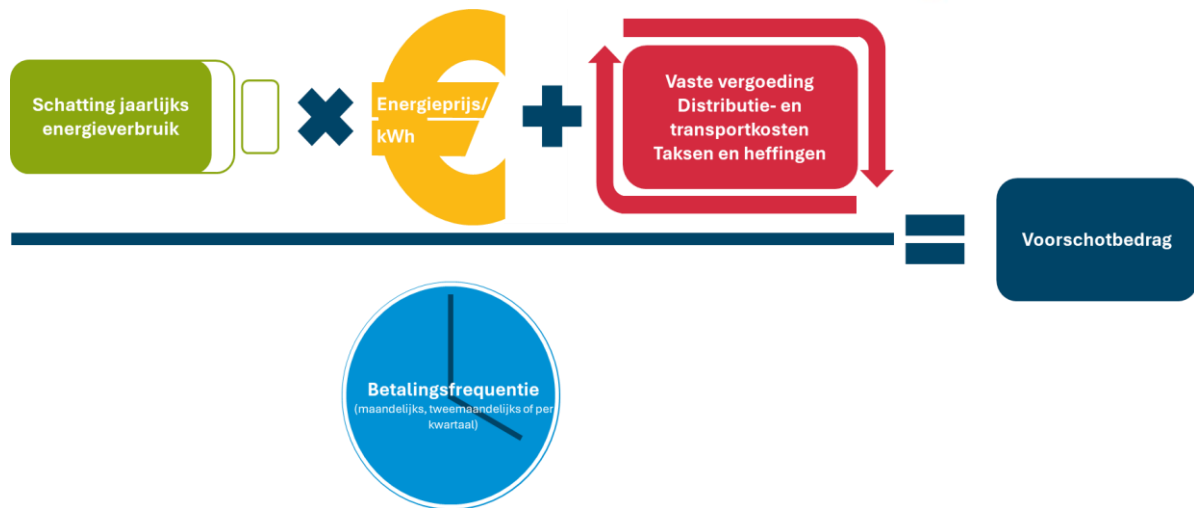 Schatting jaarlijks
energieverbruik
Energieprijs/
kWh
Vaste vergoeding
Distributie- en
transportkosten
Taksen en heffingen
Voorschotbedrag
Betalingsfrequentie
(maandelijks, tweemaandelijks of per
kwartaal)